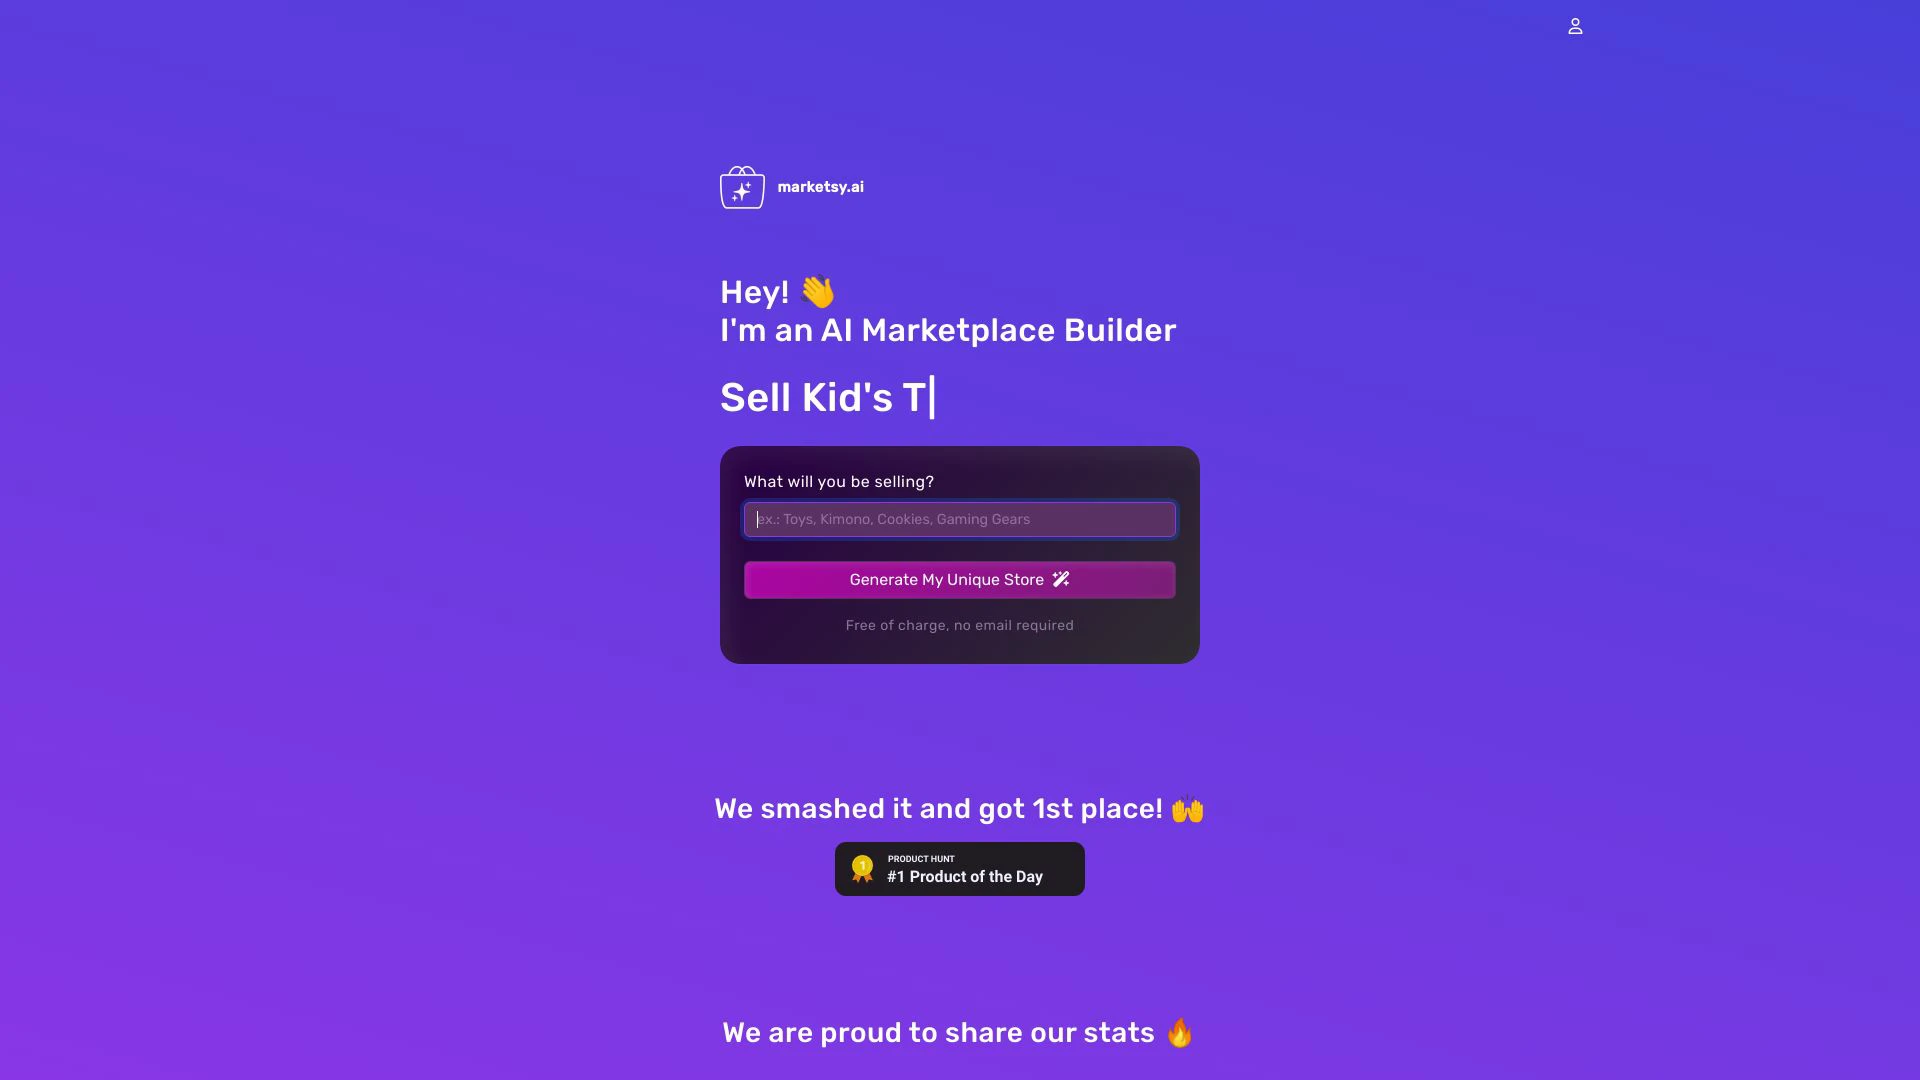 marketsy.ai
Hey! 👋
I'm an AI Marketplace Builder
Sell Kid's T
What will you be selling?
ex.: Toys, Kimono, Cookies, Gaming Gears
Generate My Unique Store
Free of charge, no email required
We smashed it and got 1st place! 🙌
1
PRODUCT HUNT
#1 Product of the Day
We are proud to share our stats 🔥